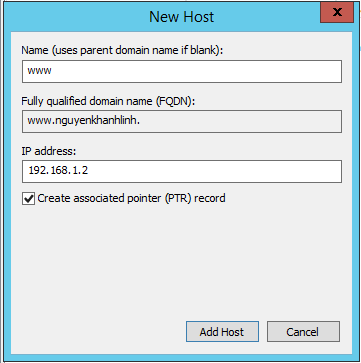 New Host
x
Name (uses parent domain name if blank):
www
Fully qualified domain name (FQDN):
www.nguyenkhanhlinh.
IP address:
192.168.1.2
Create associated pointer (PTR) record
Add Host
Cancel